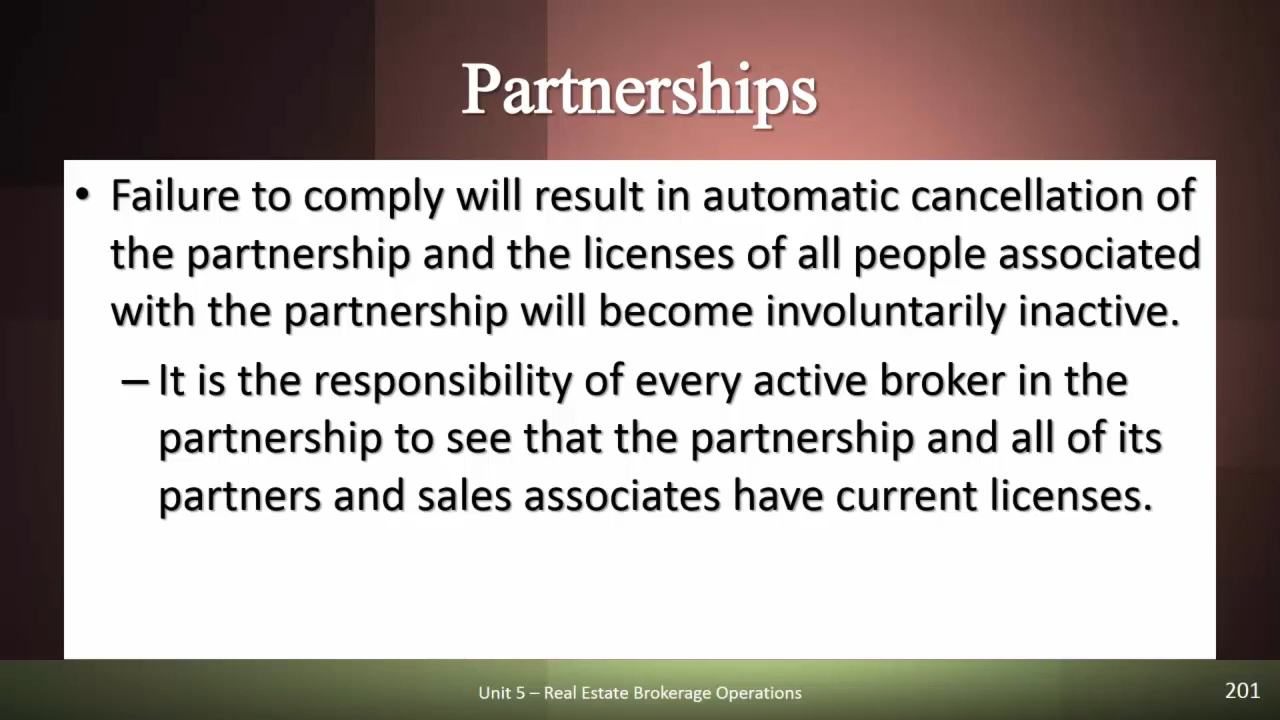 Partnerships
• Failure to comply will result in automatic cancellation of
the partnership and the licenses of all people associated
with the partnership will become involuntarily inactive.
– It is the responsibility of every active broker in the
partnership to see that the partnership and all of its
partners and sales associates have current licenses.
Unit 5 – Real Estate Brokerage Operations
201